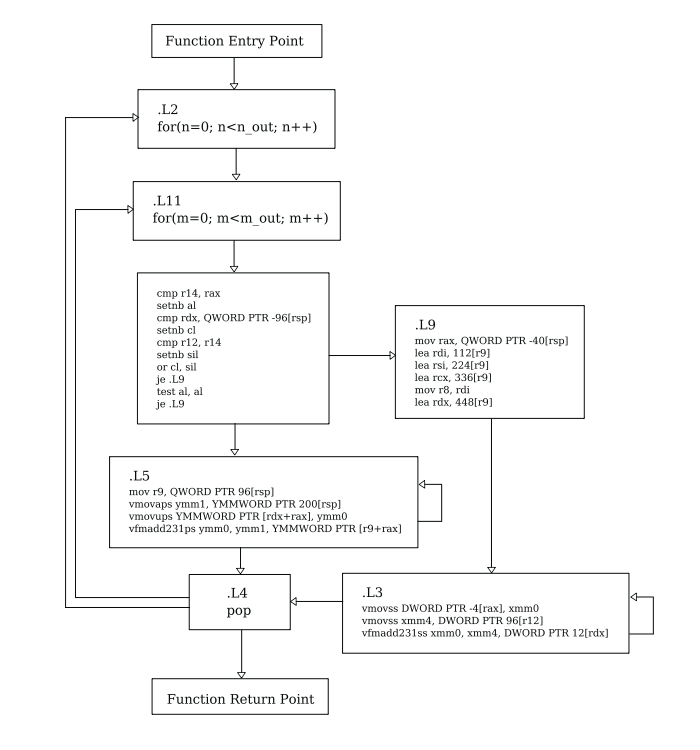 Function Entry Point
.L2
for(n=0; n<n_out; n++)
.L11
for(m=0; m<m_out; m++)
cmp r14, rax
setnb al
cmp rdx, QWORD PTR -96[rsp]
setnb cl
cmp r12, r14
setnb sil
or cl, sil
je .L9
test al, al
je .L9
.L9
mov rax, QWORD PTR -40[rsp]
lea rdi, 112[r9]
lea rsi, 224[r9]
lea rcx, 336[r9]
mov r8, rdi
lea rdx, 448[r9]
.L5
mov r9, QWORD PTR 96[rsp]
vmovaps ymm1, YMMWORD PTR 200[rsp]
vmovups YMMWORD PTR [rdx+rax], ymm0
vfmadd231ps ymm0, ymm1, YMMWORD PTR [r9+rax]
.L4
pop
.L3
vmovss DWORD PTR -4[rax], xmm0
vmovss xmm4, DWORD PTR 96[r12]
vfmadd231ss xmm0, xmm4, DWORD PTR 12[rdx]
Function Return Point